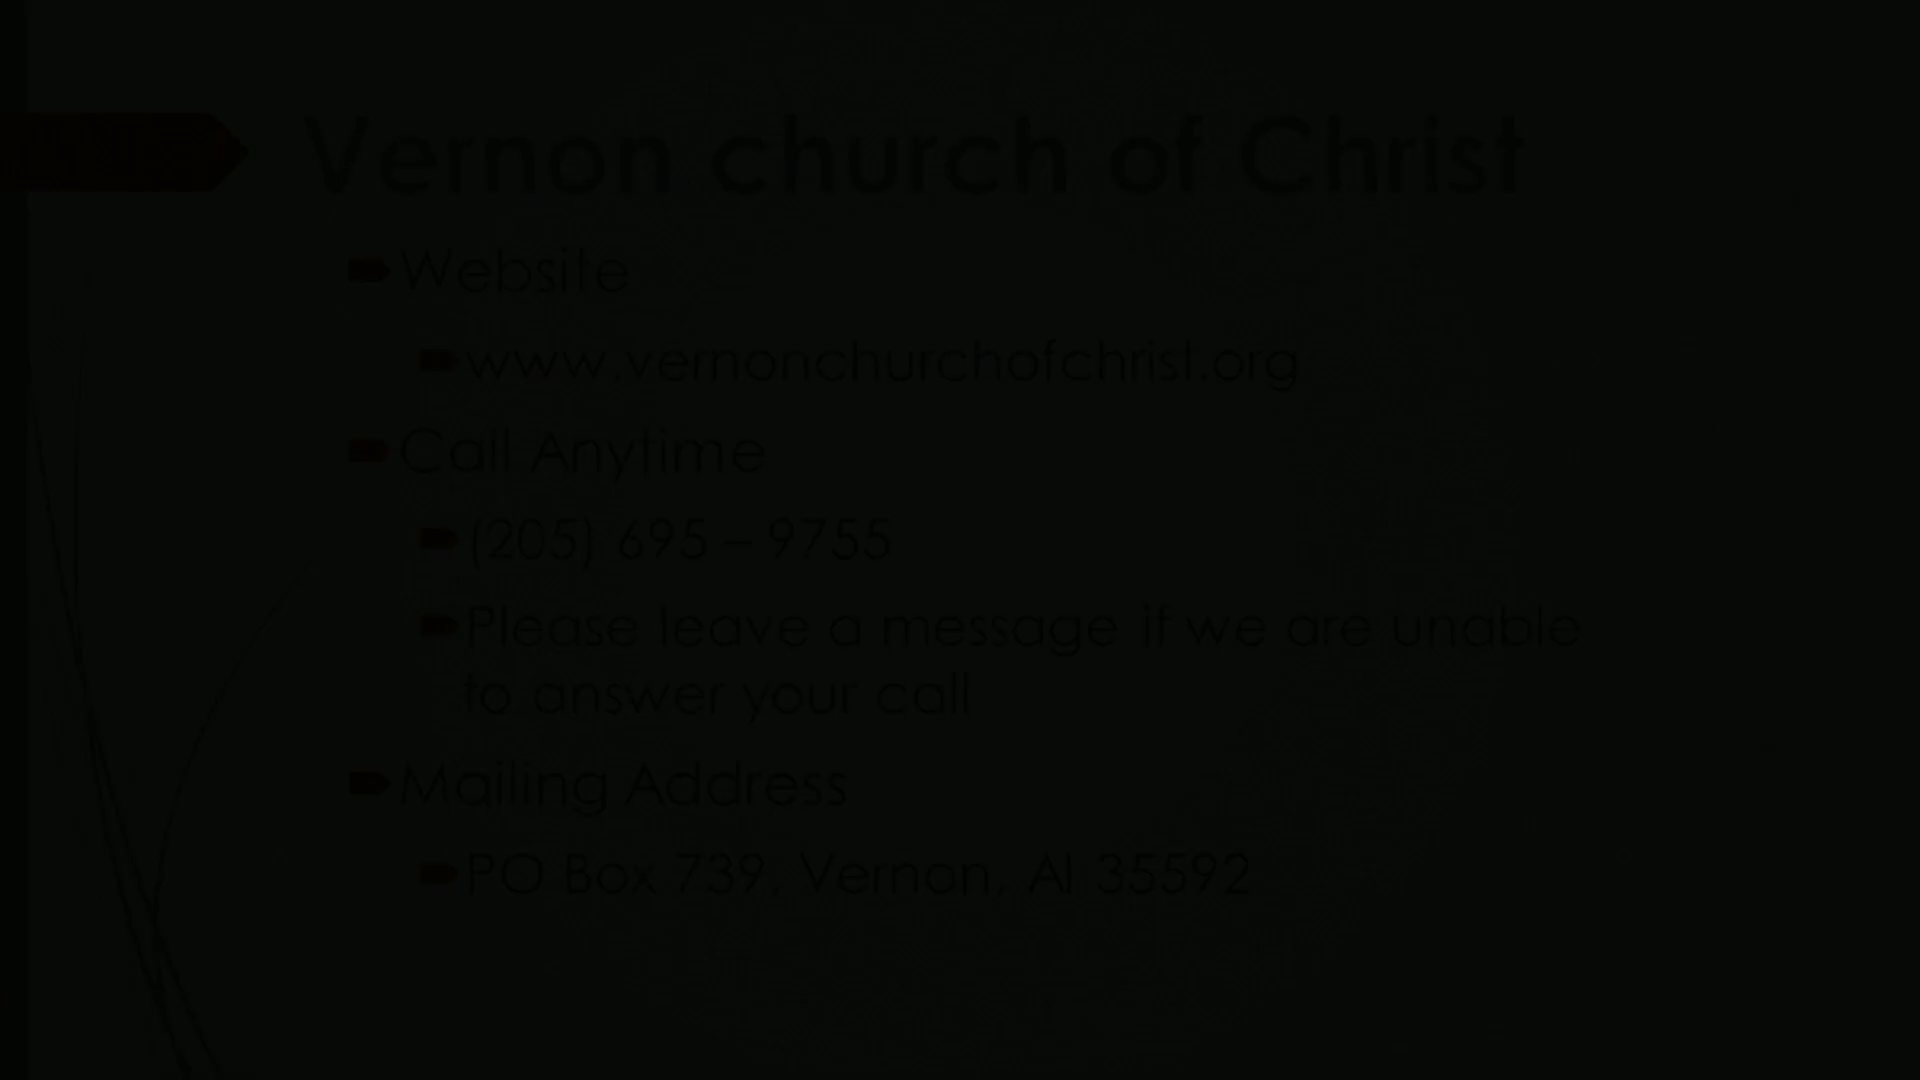 Vernon church of Christ
Website
www.vernonchurchofchrist.org
Call Anytime
(205) 695 – 9755
Please leave a message if we are unable
to answer your call
Mailing Address
PO Box 739, Vernon, Al 35592